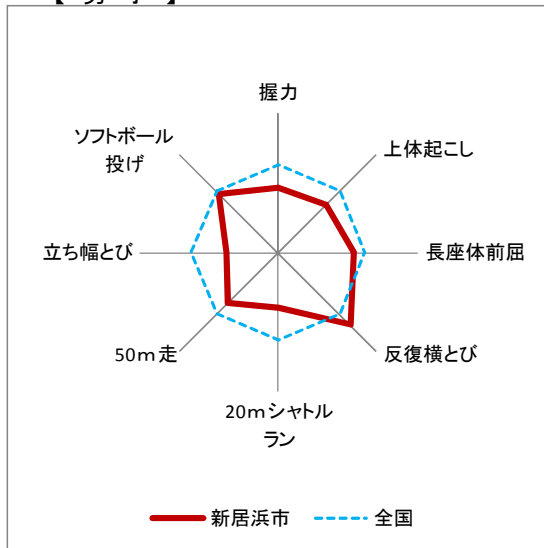 握力
上体起こし
長座体前屈
反復横とび
20mシャトル
ラン
50m走
立ち幅とび
ソフトボール
投げ
新居浜市
全国